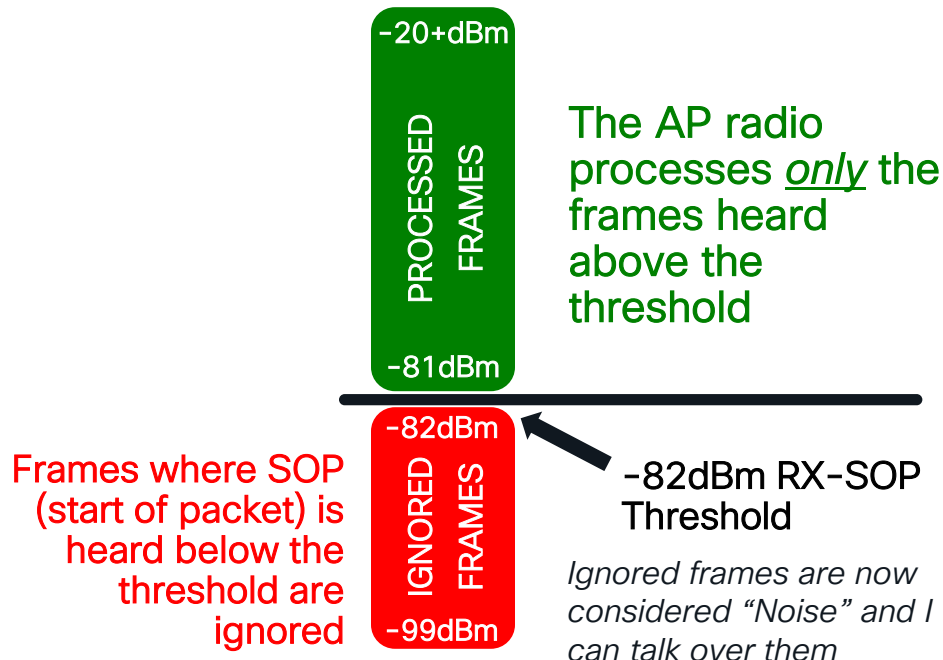 -20+dBm
PROCESSED
FRAMES
-81dBm
The AP radio
processes only the
frames heard
above the
threshold
-82dBm
IGNORED
FRAMES
-99dBm
Frames where SOP
(start of packet) is
heard below the
threshold are
ignored
-82dBm RX-SOP
Threshold
Ignored frames are now
considered “Noise” and I
can talk over them